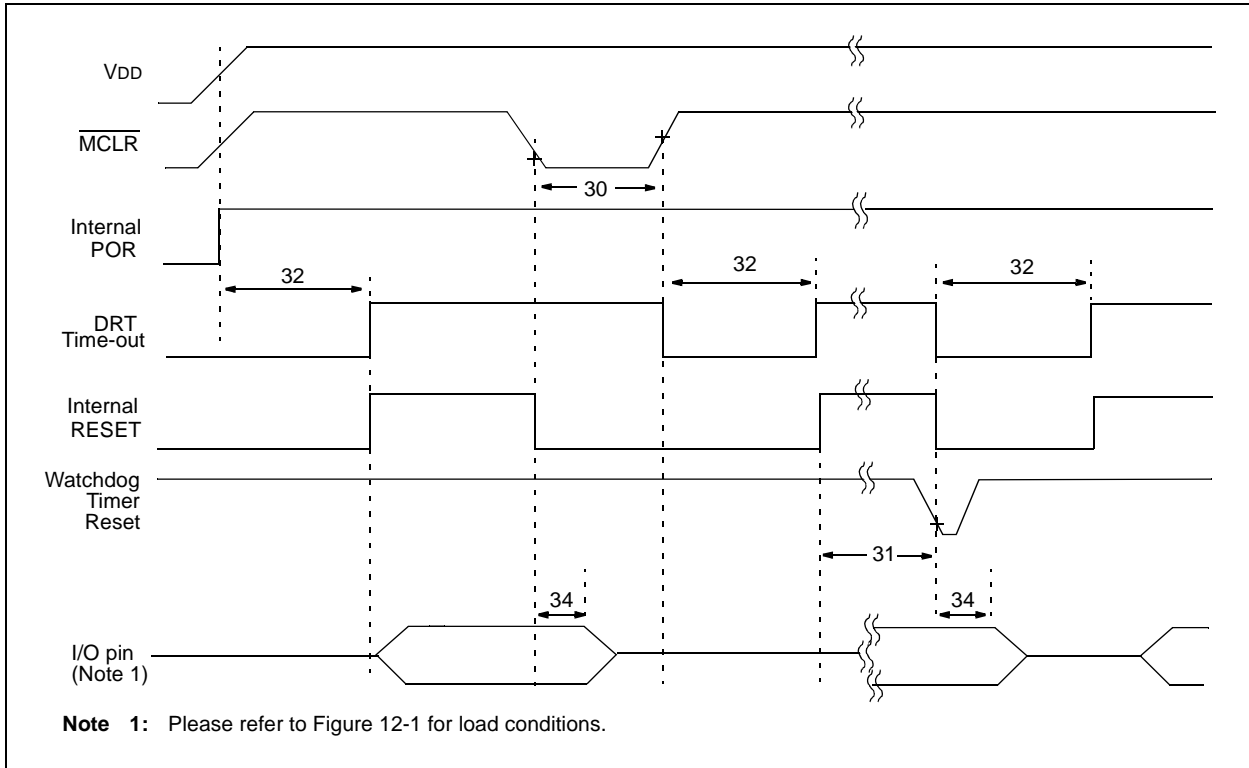 VDD
MCLR
30
Internal
POR
32
32
32
DRT
Time-out
Internal
RESET
Watchdog
Timer
Reset
31
34
34
I/O pin
(Note 1)
Note 1: Please refer to Figure 12-1 for load conditions.